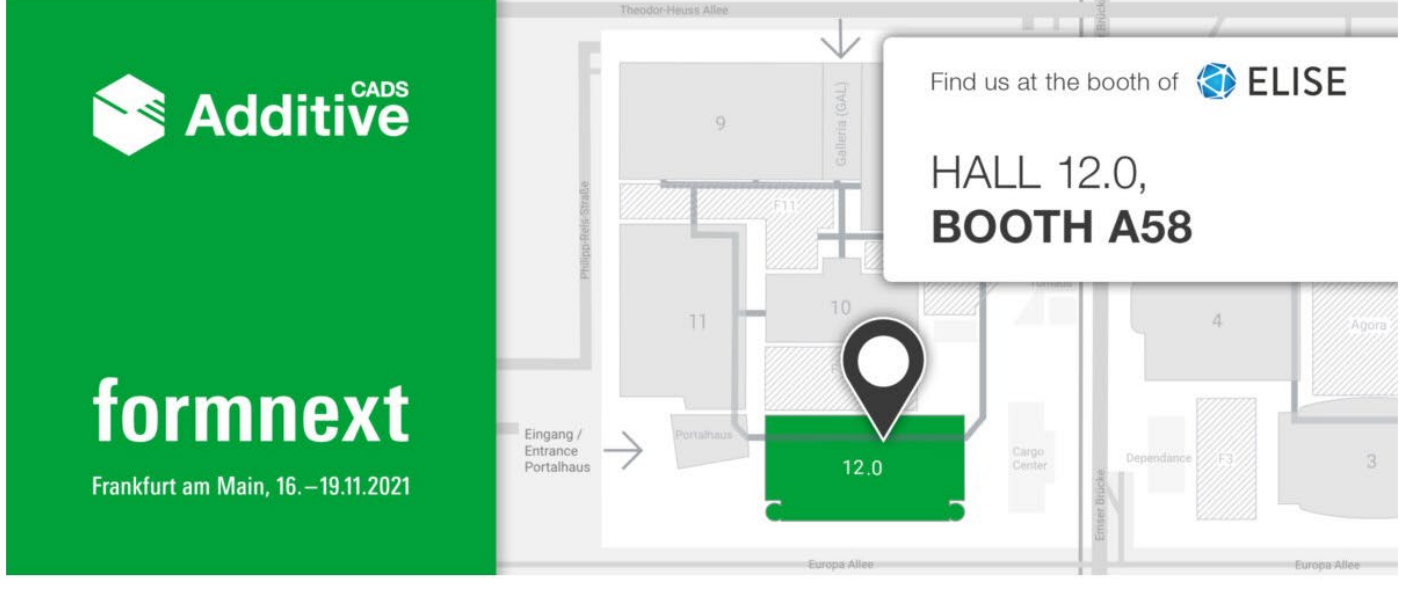 CADS
Additive
formnext
Frankfurt am Main, 16.–19.11.2021
Theodor-Heuss Allee
Find us at the booth of ELISE
HALL 12.0,
BOOTH A58
9
Galleria (GAL)
Philipp-Reis-Straße
F11
11
10
4
Agora
Eingang /
Entrance
Portalhaus
Portalhaus
12.0
Cargo
Center
Dependance
F3
3
Emser Brücke
Europa Allee
Europa Allee